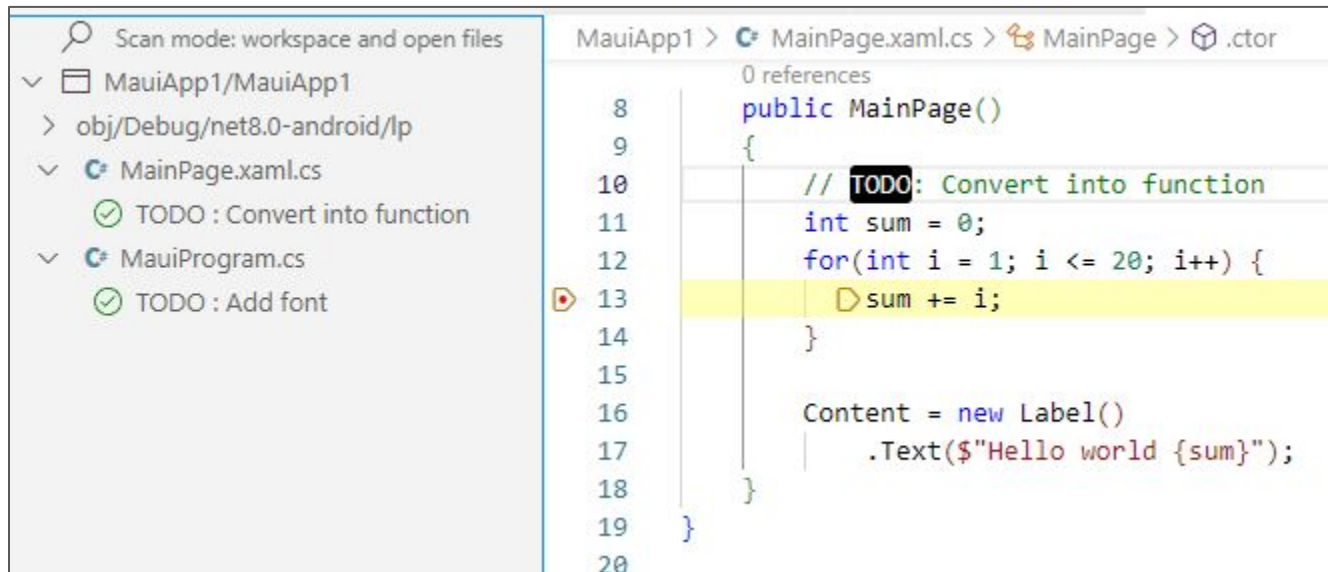 Scan mode: workspace and open files
MauiApp1/MauiApp1
obj/Debug/net8.0-android/lp
MainPage.xaml.cs
TODO : Convert into function
MauiProgram.cs
TODO : Add font
MauiApp1 > MainPage.xaml.cs > MainPage > .ctor
0 references
8 public MainPage()
9 {
10 // TODO: Convert into function
11 int sum = 0;
12 for(int i = 1; i <= 20; i++) {
13 sum += i;
14 }
15
16 Content = new Label()
17 .Text($"Hello world {sum}");
18 }
19 }
20